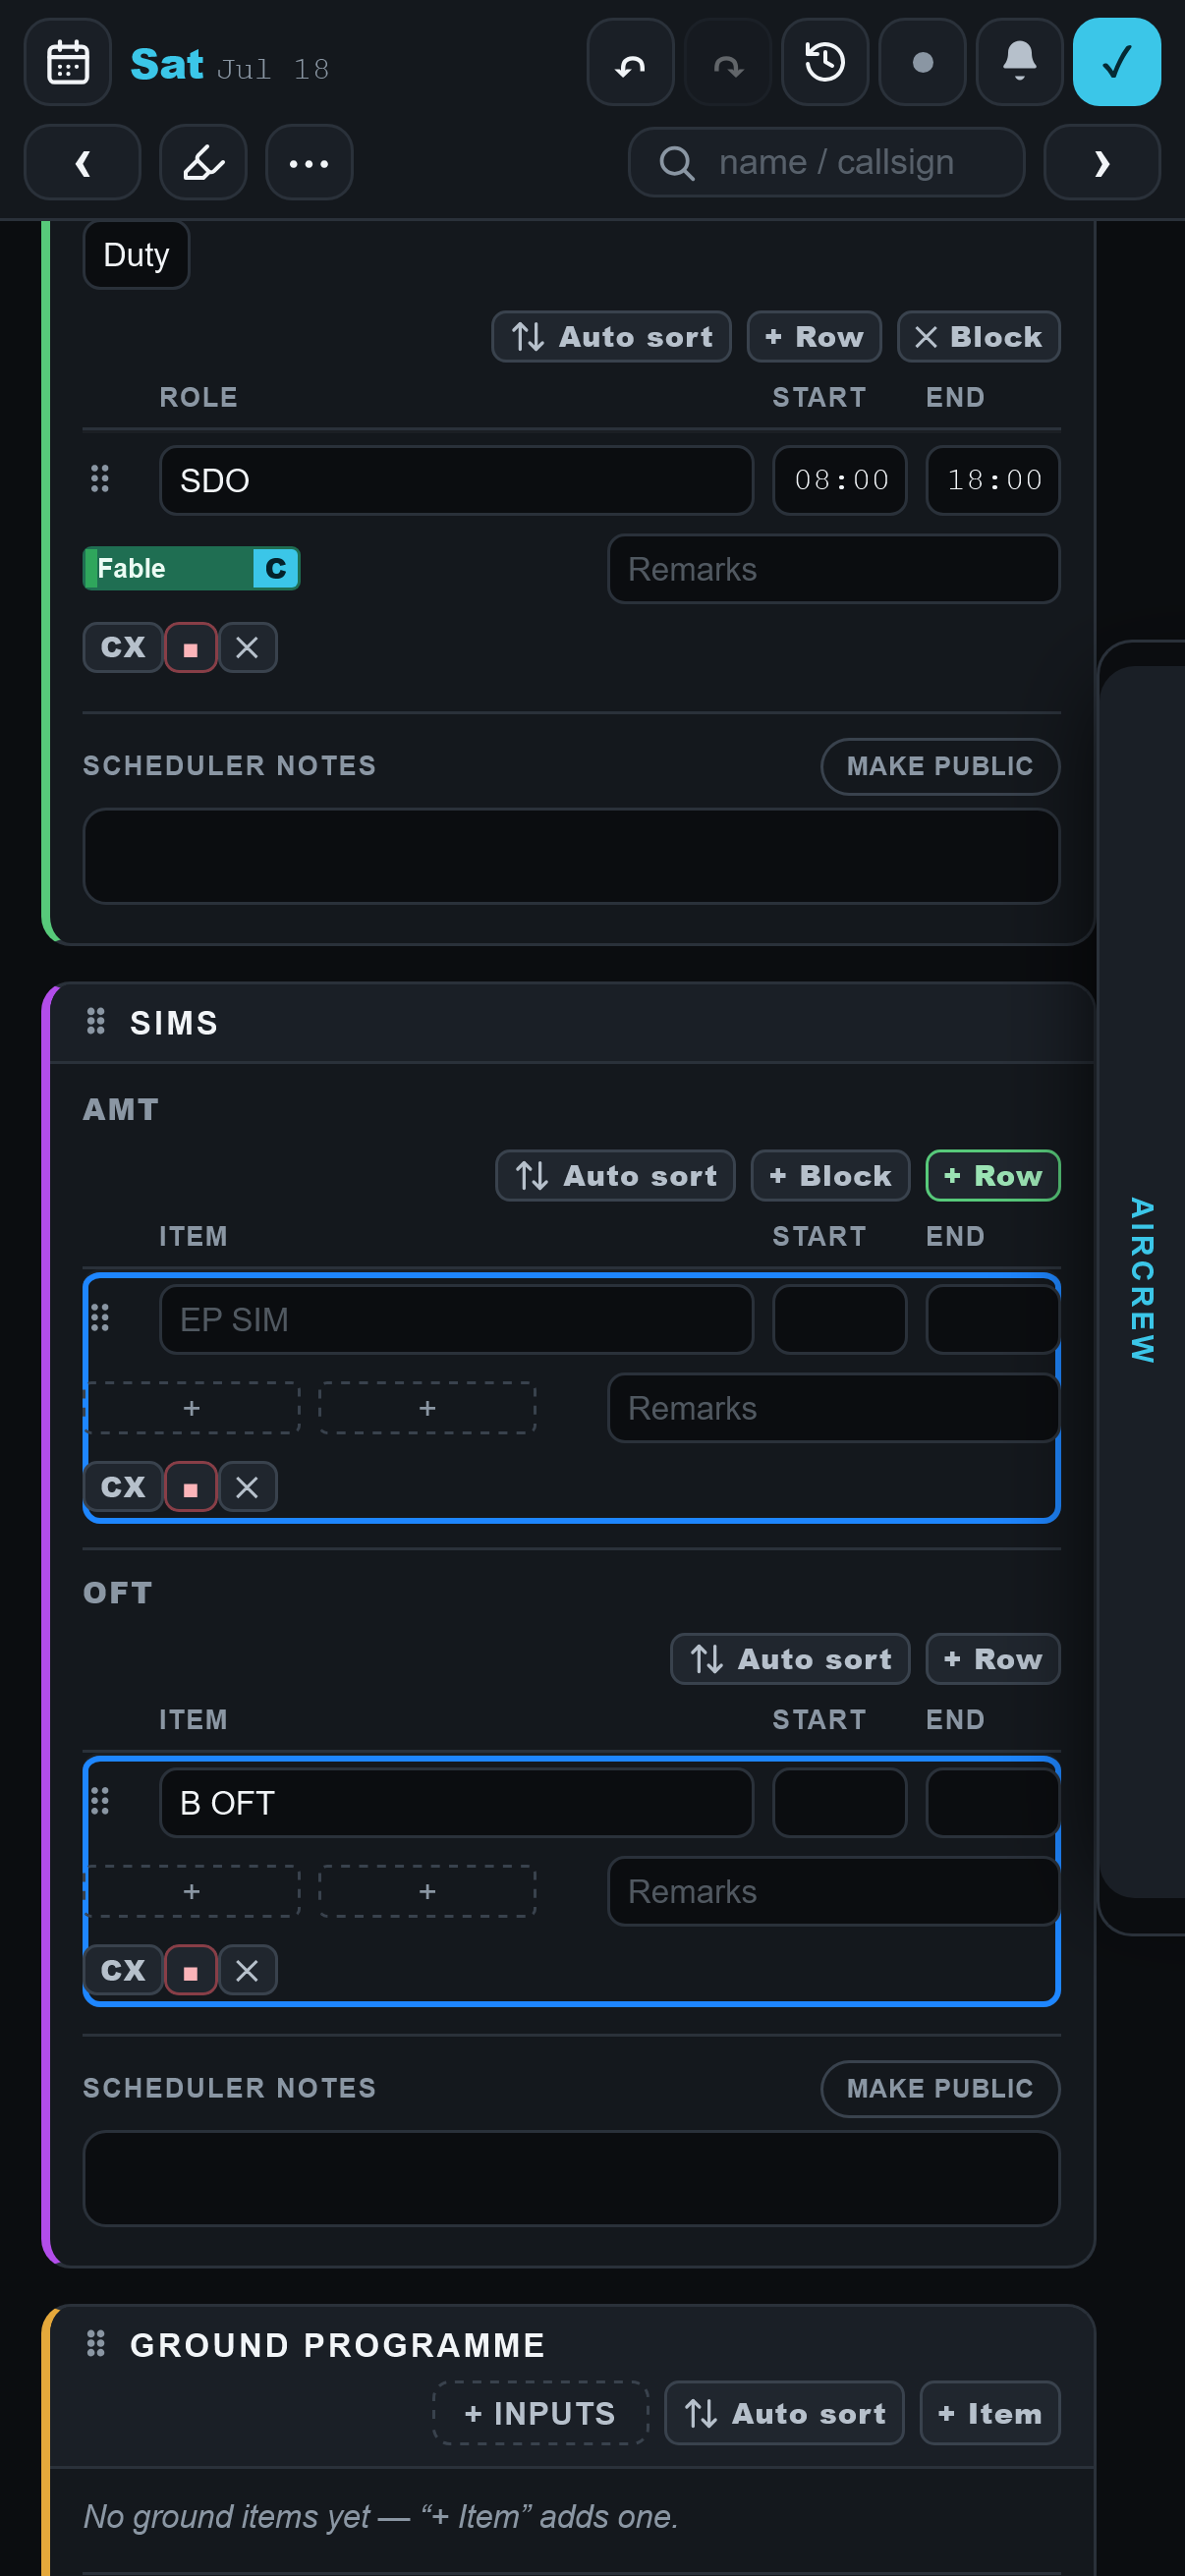 Sat Jul 18
name / callsign
Duty
Auto sort + Row × Block
ROLE START END
SDO 08:00 18:00
Fable C Remarks
CX
SCHEDULER NOTES MAKE PUBLIC
SIMS
AMT
Auto sort + Block + Row
ITEM START END
EP SIM
+ + Remarks
CX
OFT
Auto sort + Row
ITEM START END
B OFT
+ + Remarks
CX
SCHEDULER NOTES MAKE PUBLIC
AIRCREW
GROUND PROGRAMME
+ INPUTS Auto sort + Item
No ground items yet — “+ Item” adds one.